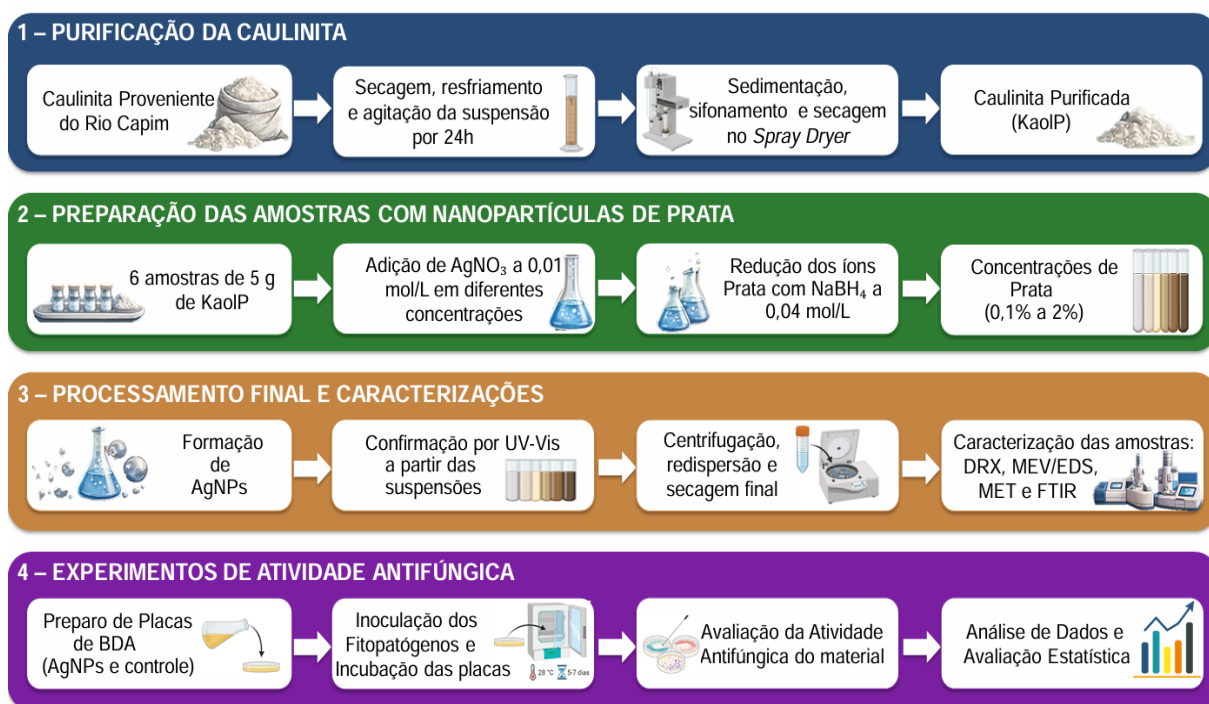 1 – PURIFICAÇÃO DA CAULINITA
Caulinita Proveniente
do Rio Capim
Secagem, resfriamento
e agitação da suspensão
por 24h
Sedimentação,
sifonamento e secagem
no Spray Dryer
Caulinita Purificada
(KaolP)
2 – PREPARAÇÃO DAS AMOSTRAS COM NANOPARTÍCULAS DE PRATA
6 amostras de 5 g
de KaolP
Adição de AgNO₃ a 0,01
mol/L em diferentes
concentrações
Redução dos íons
Prata com NaBH₄ a
0,04 mol/L
Concentrações de
Prata
(0,1% a 2%)
3 – PROCESSAMENTO FINAL E CARACTERIZAÇÕES
Formação
de
AgNPs
Confirmação por UV-Vis
a partir das
suspensões
Centrifugação,
redispersão e
secagem final
Caracterização das amostras:
DRX, MEV/EDS,
MET e FTIR
4 – EXPERIMENTOS DE ATIVIDADE ANTIFÚNGICA
Preparo de Placas
de BDA
(AgNPs e controle)
Inoculação dos
Fitopatógenos e
Incubação das placas
28 °C 5-7 dies
Avaliação da Atividade
Antifúngica do material
Análise de Dados e
Avaliação Estatística